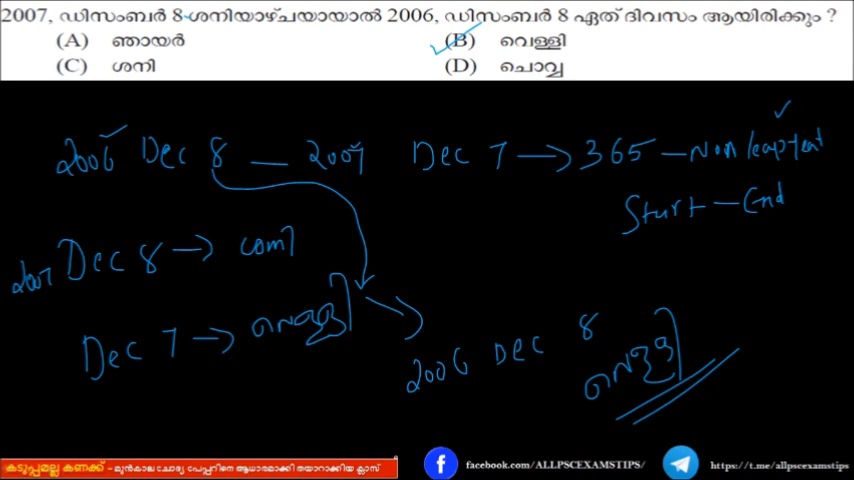 2007, ഡിസംബർ 8 ശനിയാഴ്ചയായാൽ 2006, ഡിസംബർ 8 ഏത് ദിവസം ആയിരിക്കും ?
(A) ഞായർ (B) വെള്ളി
(C) ശനി (D) ചൊവ്വ
2006 Dec 8 — 2007 Dec 7 → 365 — Non leap year
Start — End
2007 Dec 8 → ശനി
Dec 7 → വെള്ളി
2006 Dec 8
വെള്ളി
കടുപ്പമല്ല കണക്ക് - മുൻകാല ചോദ്യ പേപ്പറിനെ ആധാരമാക്കി തയാറാക്കിയ ക്ലാസ്
facebook.com/ALLPSCEXAMSTIPS/
https://t.me/allpscexamstips